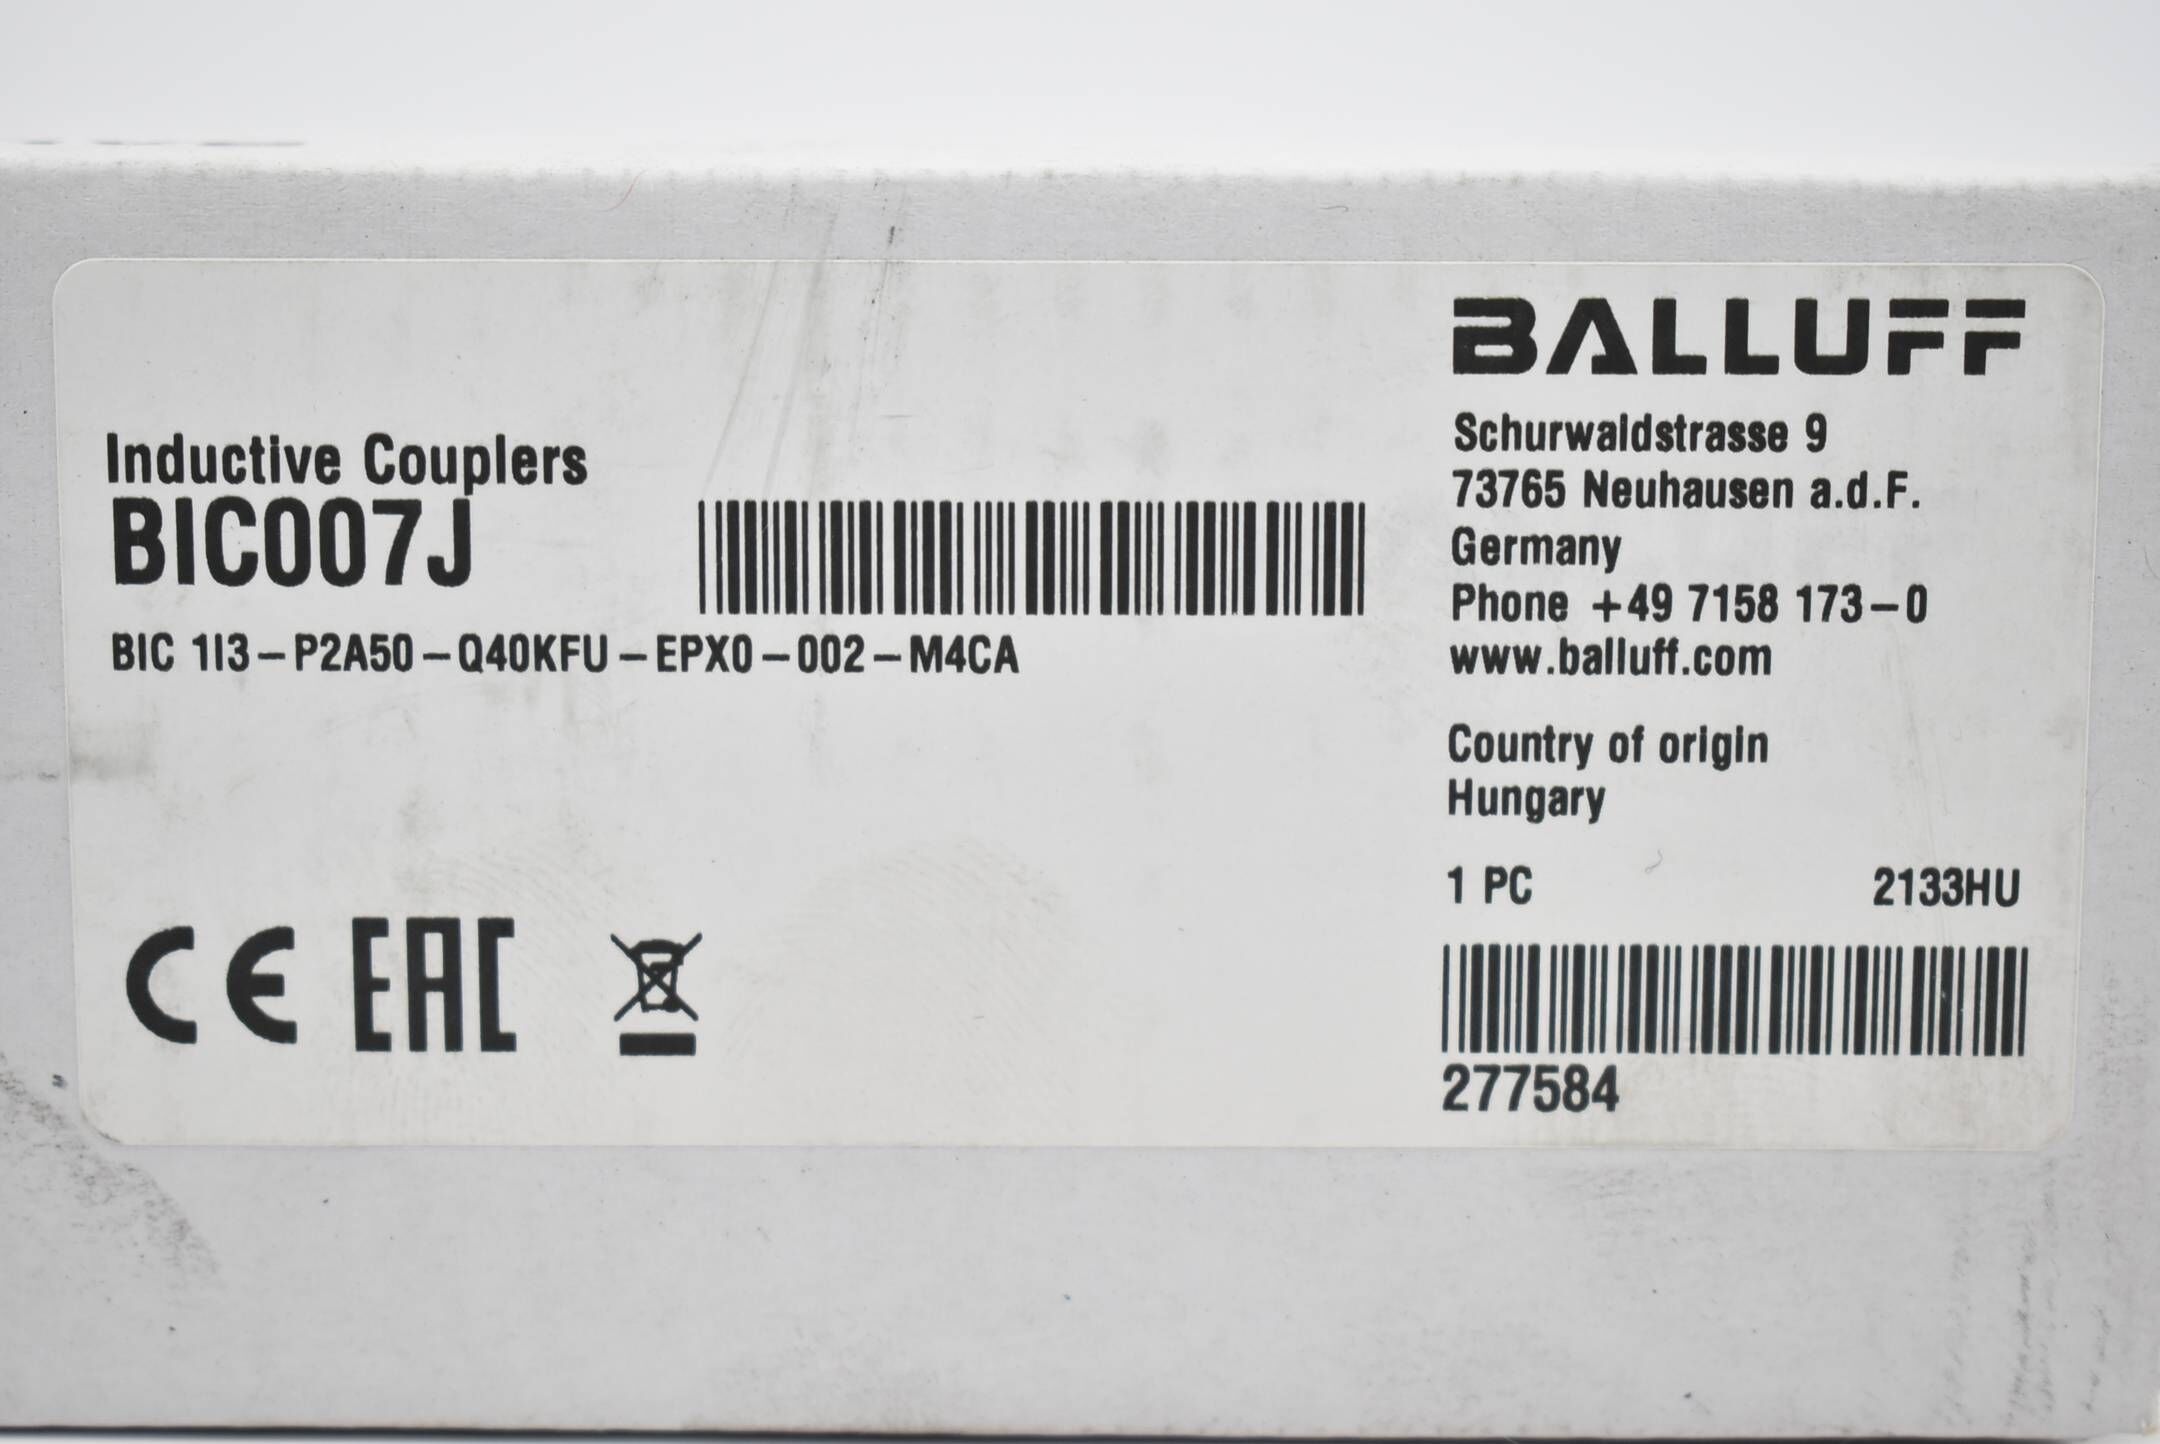 BALLUFF
Inductive Couplers
BIC007J
BIC 1I3-P2A50-Q40KFU-EPX0-002-M4CA
Schurwaldstrasse 9
73765 Neuhausen a.d.F.
Germany
Phone +49 7158 173-0
www.balluff.com
Country of origin
Hungary
1 PC 2133HU
277584
CE EAC